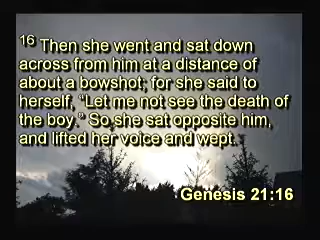 16 Then she went and sat down
across from him at a distance of
about a bowshot; for she said to
herself, “Let me not see the death of
the boy.” So she sat opposite him,
and lifted her voice and wept.
Genesis 21:16